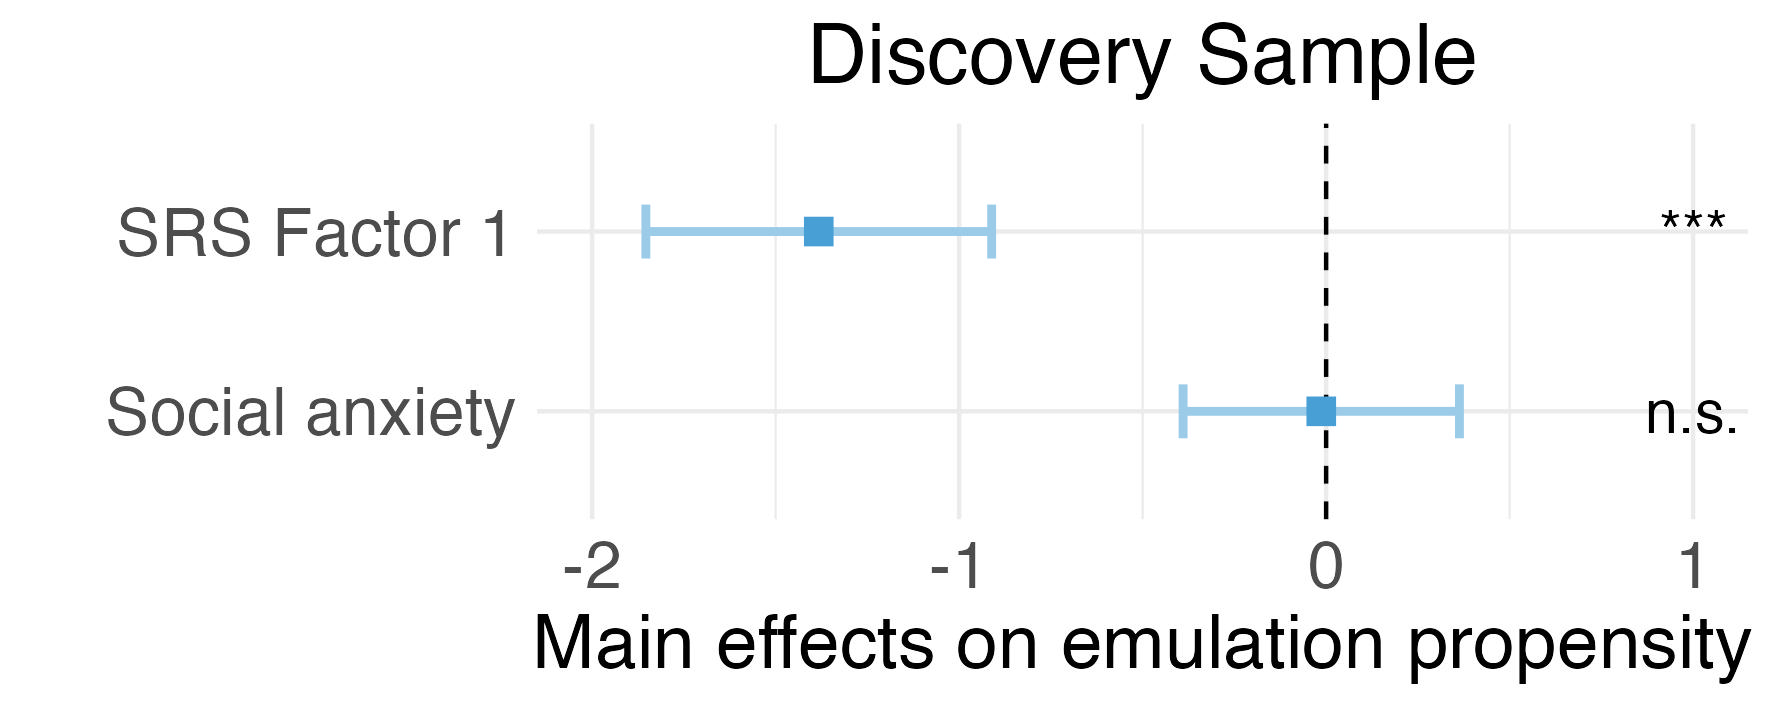 Discovery Sample
SRS Factor 1
***
Social anxiety
n.s.
-2 -1 0 1
Main effects on emulation propensity